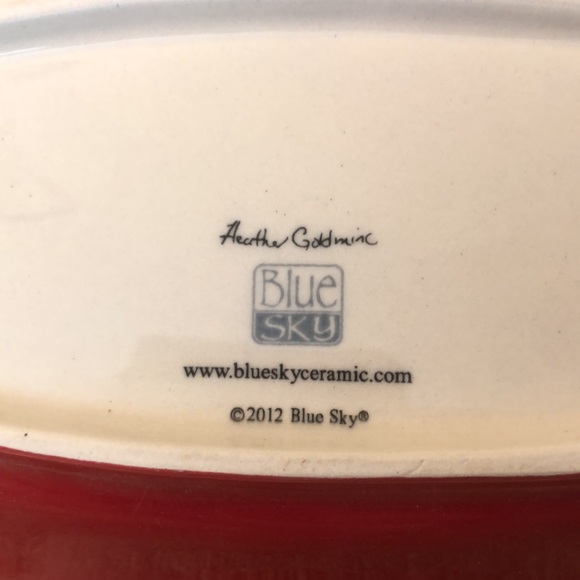 Heather Goldminc
Blue
SKY
www.blueskyceramic.com
©2012 Blue Sky®